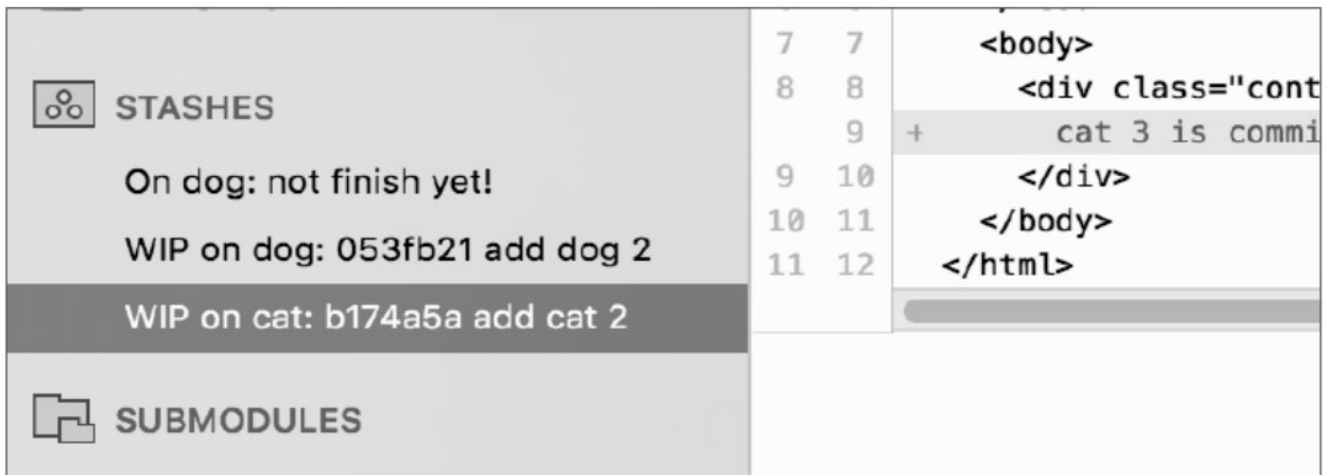 STASHES
On dog: not finish yet!
WIP on dog: 053fb21 add dog 2
WIP on cat: b174a5a add cat 2
SUBMODULES
7 7 <body>
8 8 <div class="cont
9 + cat 3 is commi
9 10 </div>
10 11 </body>
11 12 </html>